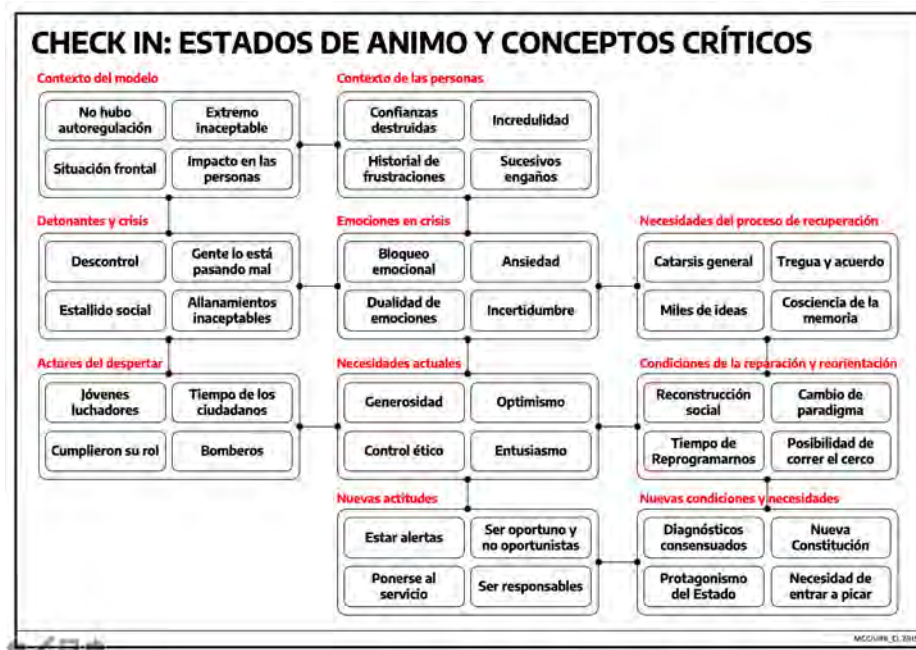 CHECK IN: ESTADOS DE ANIMO Y CONCEPTOS CRÍTICOS
Contexto del modelo
No hubo
autoregulación
Extremo
inaceptable
Situación frontal
Impacto en las
personas
Contexto de las personas
Confianzas
destruidas
Incredulidad
Historial de
frustraciones
Sucesivos
engaños
Detonantes y crisis
Descontrol
Gente lo está
pasando mal
Estallido social
Allanamientos
inaceptables
Emociones en crisis
Bloqueo
emocional
Ansiedad
Dualidad de
emociones
Incertidumbre
Necesidades del proceso de recuperación
Catarsis general
Tregua y acuerdo
Miles de ideas
Cosciencia de la
memoria
Actores del despertar
Jóvenes
luchadores
Tiempo de los
ciudadanos
Cumplieron su rol
Bomberos
Necesidades actuales
Generosidad
Optimismo
Control ético
Entusiasmo
Condiciones de la reparación y reorientación
Reconstrucción
social
Cambio de
paradigma
Tiempo de
Reprogramarnos
Posibilidad de
correr el cerco
Nuevas actitudes
Estar alertas
Ser oportuno y
no oportunistas
Ponerse al
servicio
Ser responsables
Nuevas condiciones y necesidades
Diagnósticos
consensuados
Nueva
Constitución
Protagonismo
del Estado
Necesidad de
entrar a picar